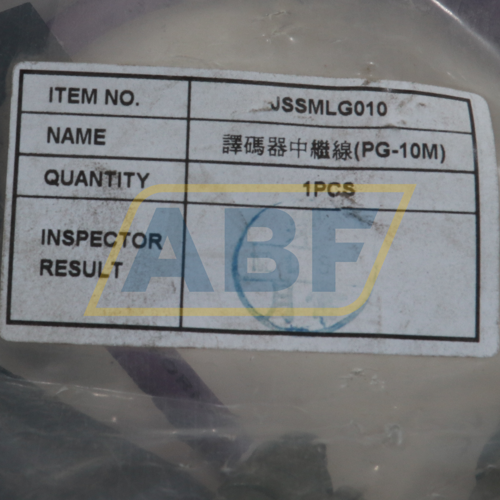 ITEM NO. JSSMLG010
NAME 譯碼器中繼線(PG-10M)
QUANTITY 1PCS
INSPECTOR
RESULT
ABF